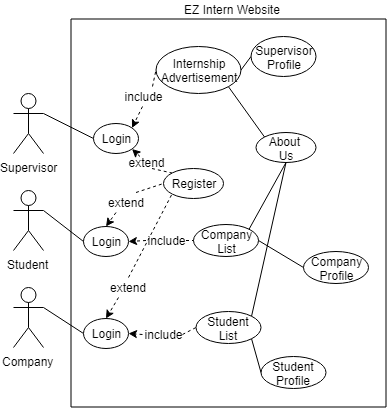 EZ Intern Website
Internship
Advertisement
Supervisor
Profile
include
Login
Supervisor
extend
About
Us
Register
extend
Login
include
Company
List
Student
Company
Profile
extend
Login
include
Student
List
Company
Student
Profile